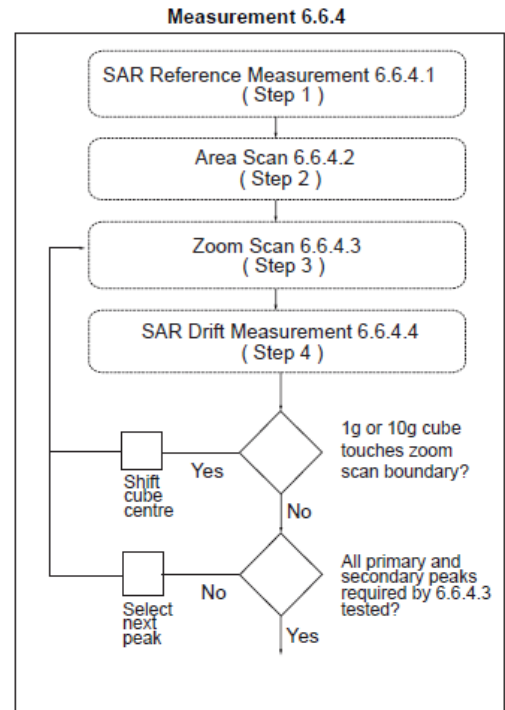 Measurement 6.6.4
SAR Reference Measurement 6.6.4.1
( Step 1 )
Area Scan 6.6.4.2
( Step 2 )
Zoom Scan 6.6.4.3
( Step 3 )
SAR Drift Measurement 6.6.4.4
( Step 4 )
1g or 10g cube
touches zoom
scan boundary?
Yes
Shift
cube
centre
No
All primary and
secondary peaks
required by 6.6.4.3
tested?
No
Select
next
peak
Yes